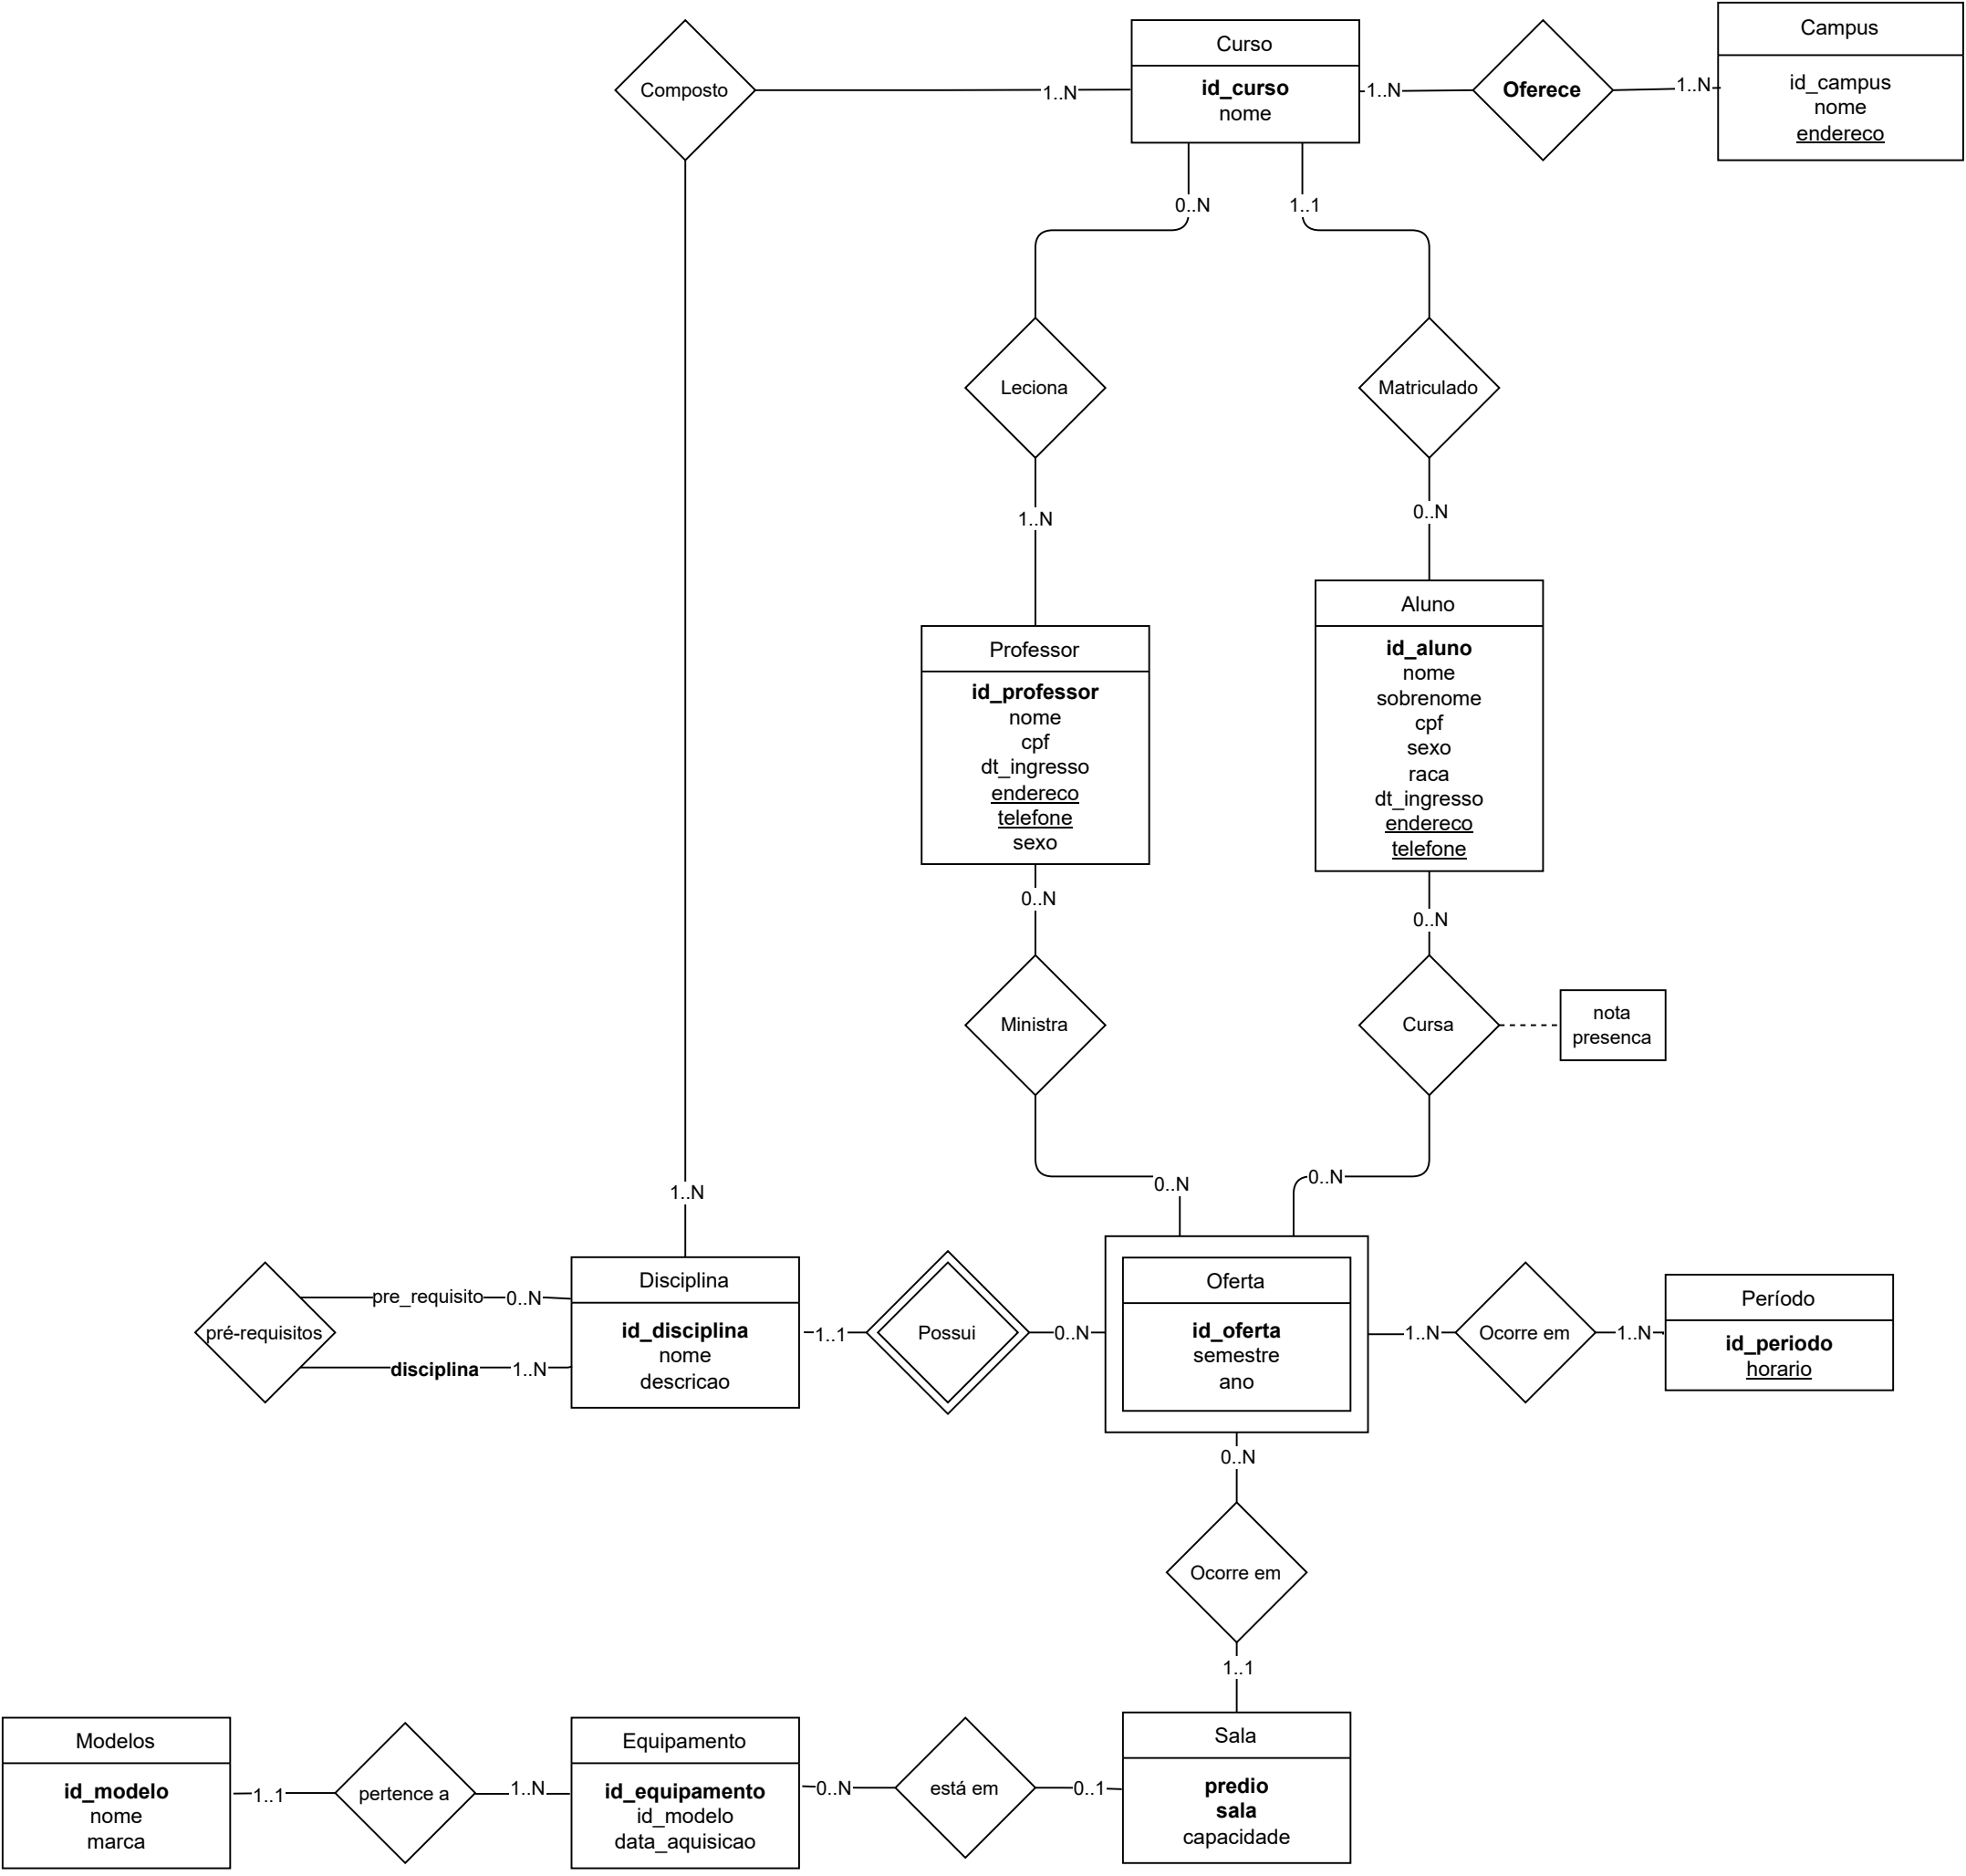 Campus
id_campus
nome
endereco
Curso
id_curso
nome
Composto
1..N
1..N
Oferece
1..N
0..N
1..1
Leciona
Matriculado
1..N
0..N
Aluno
id_aluno
nome
sobrenome
cpf
sexo
raca
dt_ingresso
endereco
telefone
Professor
id_professor
nome
cpf
dt_ingresso
endereco
telefone
sexo
0..N
0..N
Ministra
Cursa
nota
presenca
0..N
0..N
1..N
pré-requisitos
pre_requisito
0..N
disciplina
1..N
Disciplina
id_disciplina
nome
descricao
1..1
Possui
0..N
Oferta
id_oferta
semestre
ano
1..N
Ocorre em
1..N
Período
id_periodo
horario
0..N
Ocorre em
1..1
Modelos
id_modelo
nome
marca
1..1
pertence a
1..N
Equipamento
id_equipamento
id_modelo
data_aquisicao
0..N
está em
0..1
Sala
predio
sala
capacidade